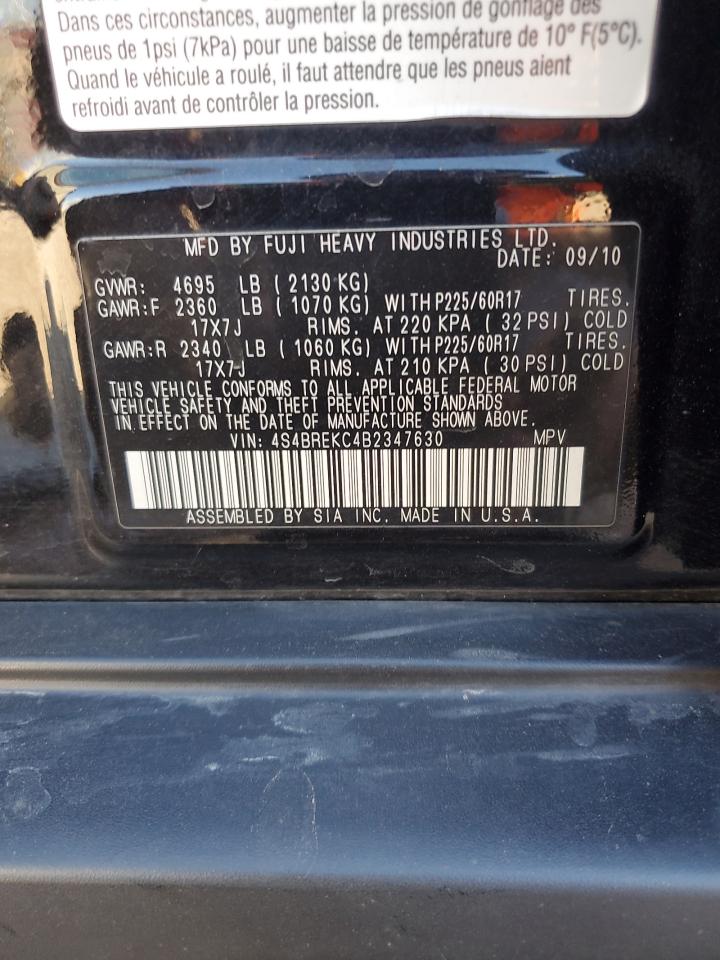 Dans ces circonstances, augmenter la pression de gonflage des
pneus de 1psi (7kPa) pour une baisse de température de 10° F(5°C).
Quand le véhicule a roulé, il faut attendre que les pneus aient
refroidi avant de contrôler la pression.
MFD BY FUJI HEAVY INDUSTRIES LTD.
DATE: 09/10
GVWR: 4695 LB ( 2130 KG)
GAWR:F 2360 LB ( 1070 KG) WITH P225/60R17 TIRES.
17X7J RIMS. AT 220 KPA ( 32 PSI) COLD
GAWR:R 2340 LB ( 1060 KG) WITH P225/60R17 TIRES.
17X7J RIMS. AT 210 KPA ( 30 PSI) COLD
THIS VEHICLE CONFORMS TO ALL APPLICABLE FEDERAL MOTOR
VEHICLE SAFETY AND THEFT PREVENTION STANDARDS
IN EFFECT ON THE DATE OF MANUFACTURE SHOWN ABOVE.
VIN: 4S4BREKC4B2347630 MPV
ASSEMBLED BY SIA INC. MADE IN U.S.A.